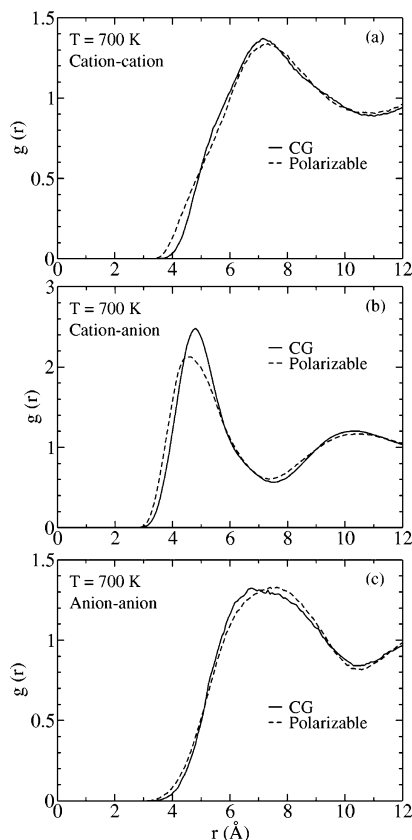 T = 700 K
(a)
Cation-cation
CG
Polarizable
g (r)
1.5
1
0.5
0
0 2 4 6 8 10 12
T = 700 K
(b)
Cation-anion
CG
Polarizable
g (r)
3
2
1
0
0 2 4 6 8 10 12
T = 700 K
(c)
Anion-anion
CG
Polarizable
g (r)
1.5
1
0.5
0
0 2 4 6 8 10 12
r (Å)